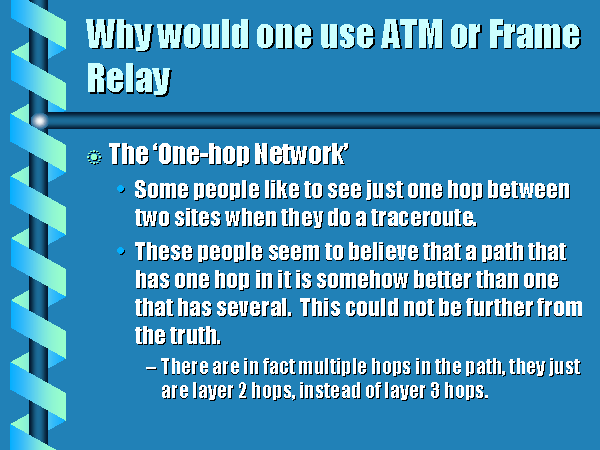 Why would one use ATM or Frame
Relay
The ‘One-hop Network’
• Some people like to see just one hop between
two sites when they do a traceroute.
• These people seem to believe that a path that
has one hop in it is somehow better than one
that has several.  This could not be further from
the truth.
– There are in fact multiple hops in the path, they just
are layer 2 hops, instead of layer 3 hops.